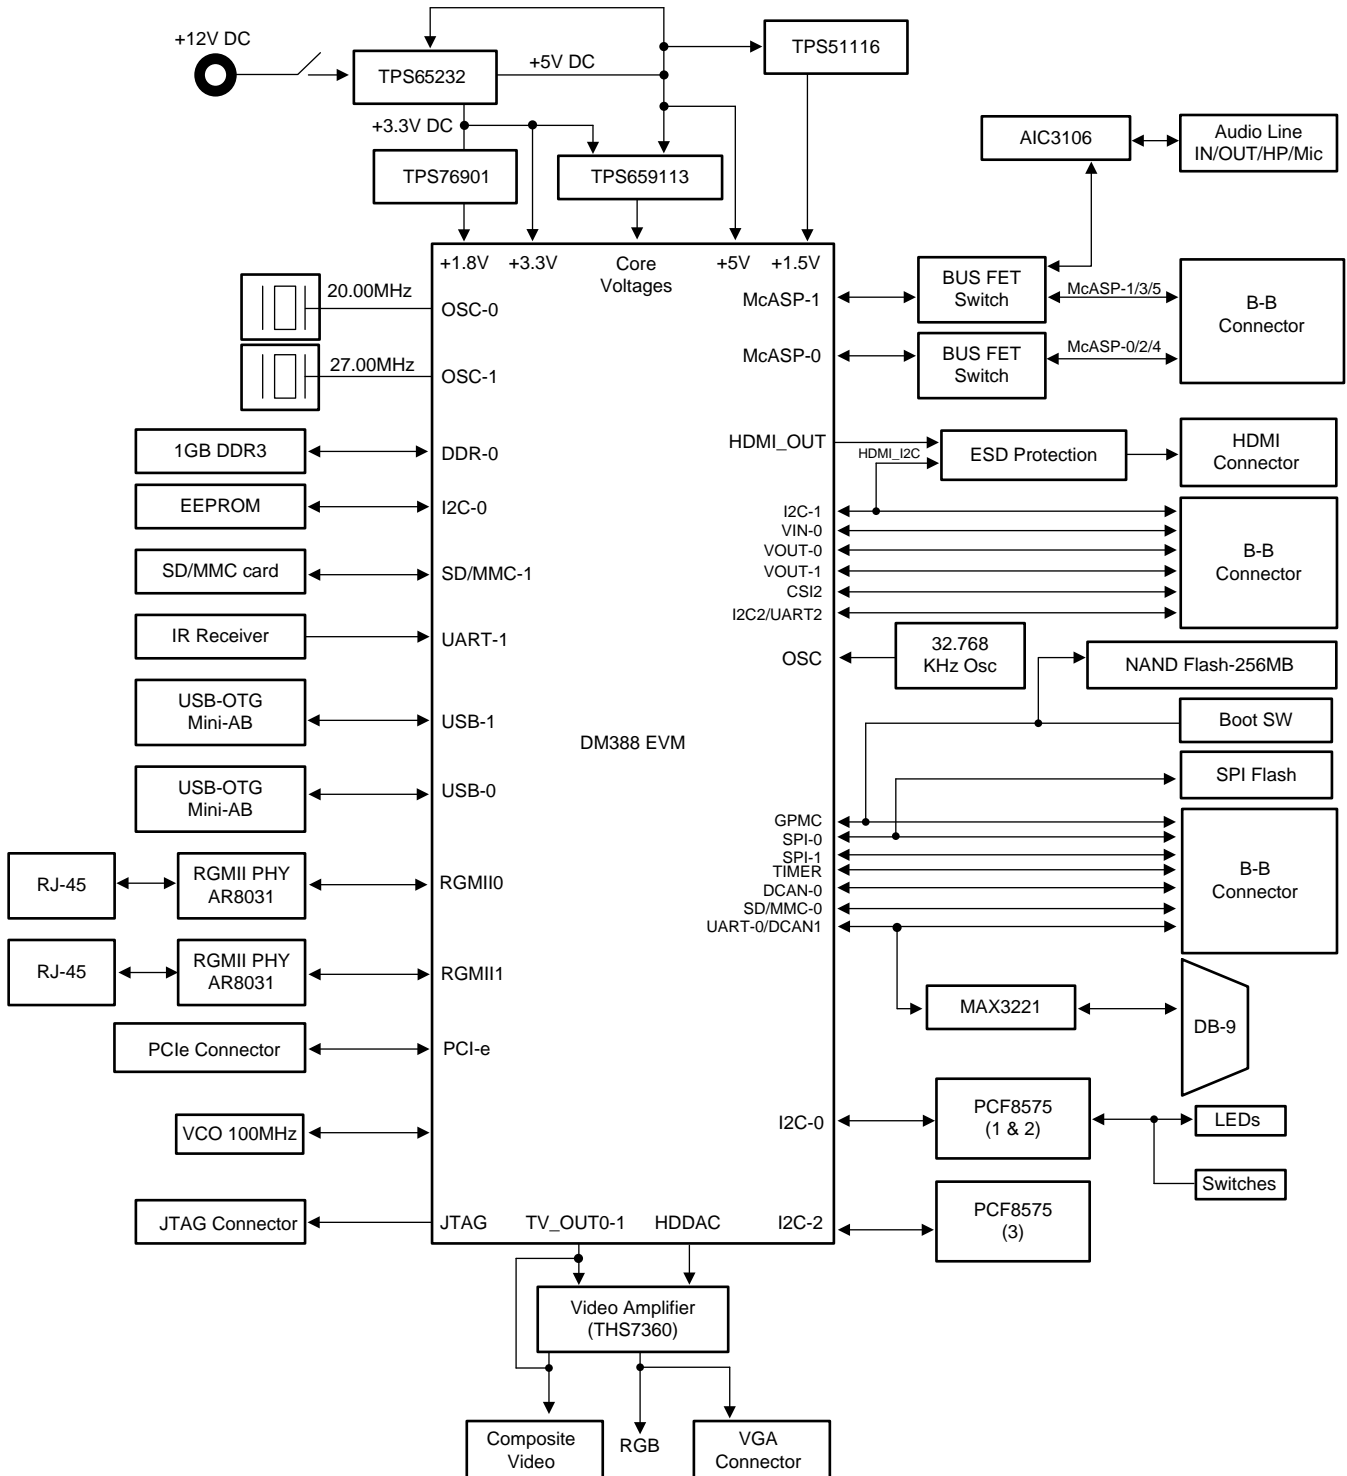 +12V DC
TPS65232
+5V DC
TPS51116
+3.3V DC
TPS76901
TPS659113
AIC3106
Audio Line
IN/OUT/HP/Mic
+1.8V
+3.3V
Core
Voltages
+5V
+1.5V
20.00MHz
OSC-0
27.00MHz
OSC-1
McASP-1
BUS FET
Switch
McASP-1/3/5
B-B
Connector
McASP-0
BUS FET
Switch
McASP-0/2/4
1GB DDR3
DDR-0
HDMI_OUT
HDMI_I2C
ESD Protection
HDMI
Connector
EEPROM
I2C-0
I2C-1
VIN-0
VOUT-0
VOUT-1
CSI2
I2C2/UART2
B-B
Connector
SD/MMC card
SD/MMC-1
IR Receiver
UART-1
OSC
32.768
KHz Osc
NAND Flash-256MB
USB-OTG
Mini-AB
USB-1
Boot SW
DM388 EVM
SPI Flash
USB-OTG
Mini-AB
USB-0
GPMC
SPI-0
SPI-1
TIMER
DCAN-0
SD/MMC-0
UART-0/DCAN1
B-B
Connector
RJ-45
RGMII PHY
AR8031
RGMII0
RJ-45
RGMII PHY
AR8031
RGMII1
MAX3221
DB-9
PCIe Connector
PCI-e
VCO 100MHz
I2C-0
PCF8575
(1 & 2)
LEDs
Switches
JTAG Connector
JTAG
TV_OUT0-1
HDDAC
I2C-2
PCF8575
(3)
Video Amplifier
(THS7360)
Composite
Video
RGB
VGA
Connector